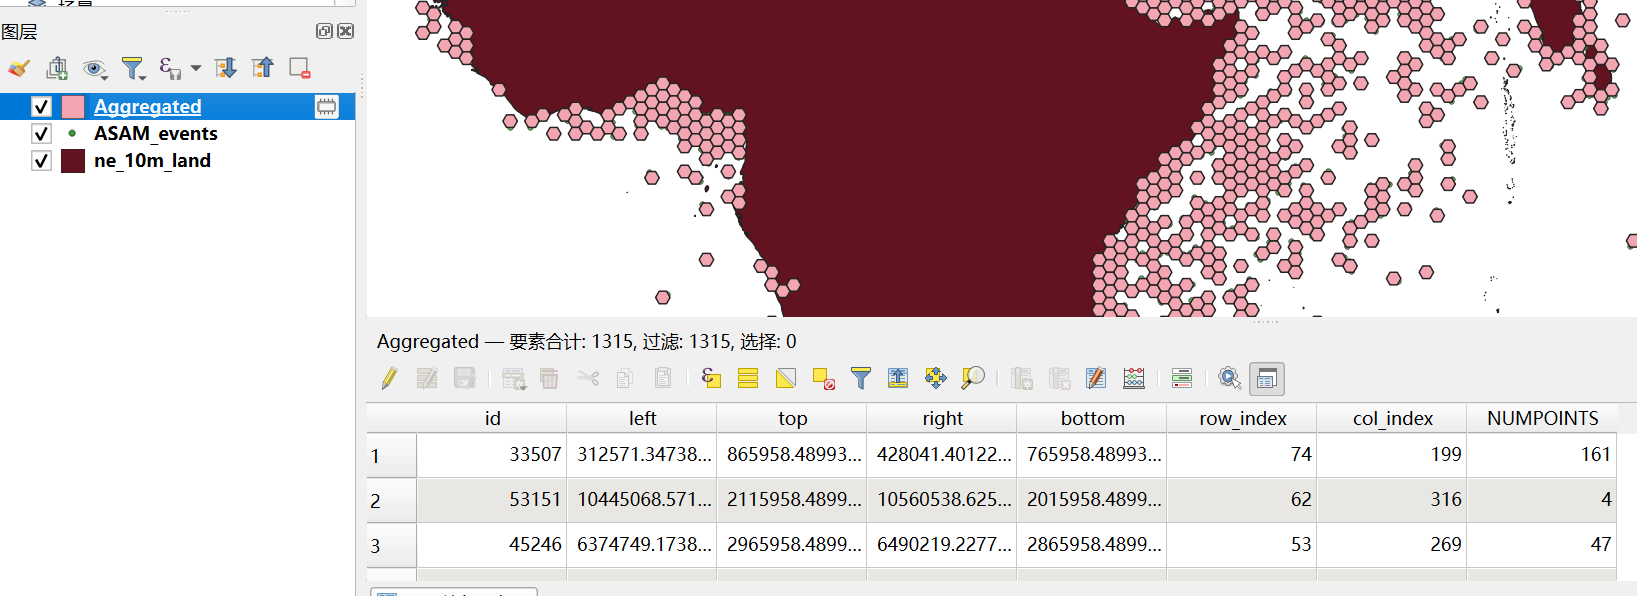 图层
Aggregated
ASAM_events
ne_10m_land
Aggregated — 要素合计: 1315, 过滤: 1315, 选择: 0
id left top right bottom row_index col_index NUMPOINTS
1 33507 312571.34738... 865958.48993... 428041.40122... 765958.48993... 74 199 161
2 53151 10445068.571... 2115958.4899... 10560538.625... 2015958.4899... 62 316 4
3 45246 6374749.1738... 2965958.4899... 6490219.2277... 2865958.4899... 53 269 47